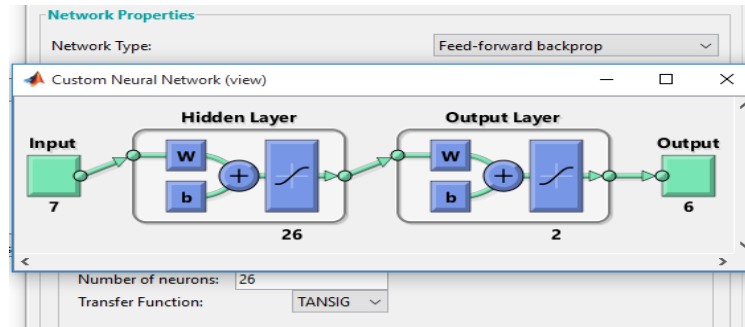 Network Properties
Network Type: Feed-forward backprop
Custom Neural Network (view)
Hidden Layer Output Layer
Input Output
W W
b b
7 6
26 2
Number of neurons: 26
Transfer Function: TANSIG